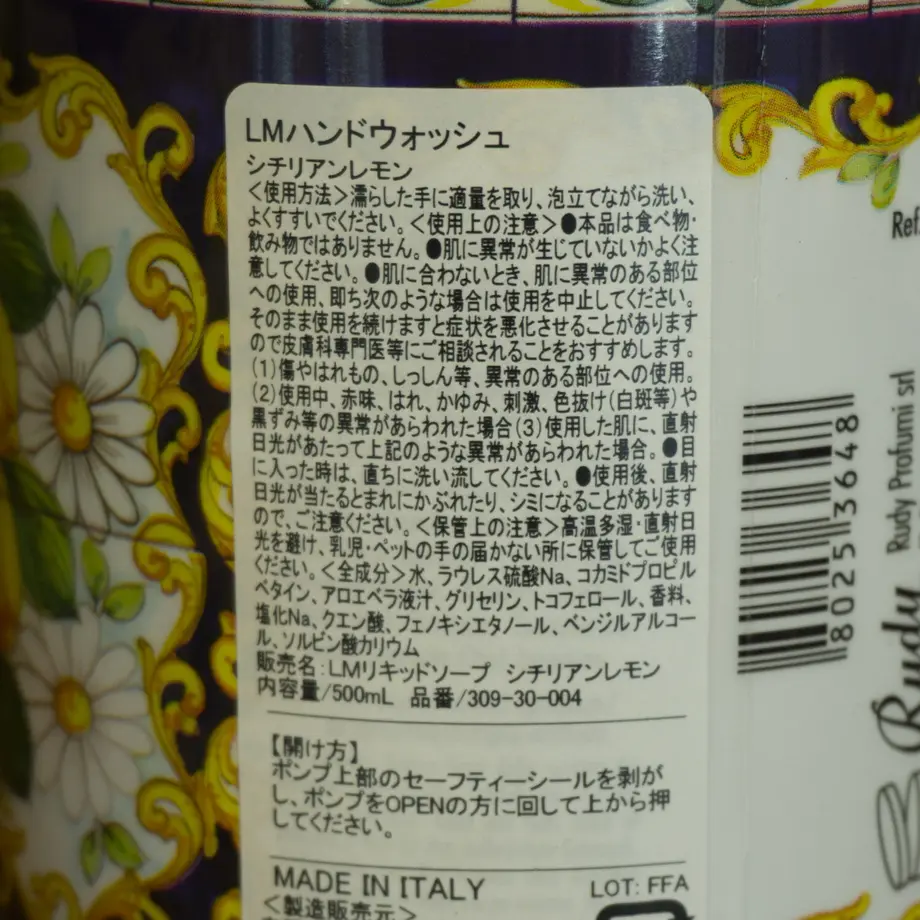 LMハンドウォッシュ
シチリアンレモン
＜使用方法＞濡らした手に適量を取り、泡立てながら洗い、
よくすすいでください。＜使用上の注意＞●本品は食べ物・
飲み物ではありません。●肌に異常が生じていないかよく注
意してください。●肌に合わないとき、肌に異常のある部位
への使用、即ち次のような場合は使用を中止してください。
そのまま使用を続けますと症状を悪化させることがあります
ので皮膚科専門医等にご相談されることをおすすめします。
(1)傷やはれもの、しっしん等、異常のある部位への使用。
(2)使用中、赤味、はれ、かゆみ、刺激、色抜け(白斑等)や
黒ずみ等の異常があらわれた場合(3)使用した肌に、直射
日光があたって上記のような異常があらわれた場合。●目
に入った時は、直ちに洗い流してください。●使用後、直射
日光が当たるとまれにかぶれたり、シミになることがあります
ので、ご注意ください。＜保管上の注意＞高温多湿・直射日
光を避け、乳児・ペットの手の届かない所に保管してご使用
ください。＜全成分＞水、ラウレス硫酸Na、コカミドプロピル
ベタイン、アロエベラ液汁、グリセリン、トコフェロール、香料、
塩化Na、クエン酸、フェノキシエタノール、ベンジルアルコー
ル、ソルビン酸カリウム
販売名：LMリキッドソープ シチリアンレモン
内容量/500mL 品番/309-30-004
【開け方】
ポンプ上部のセーフティーシールを剥が
し、ポンプをOPENの方に回して上から押
してください。
MADE IN ITALY LOT: FFA
＜製造販売元＞
Ref.
8025 3648
Rudy Profumi srl
Rudy